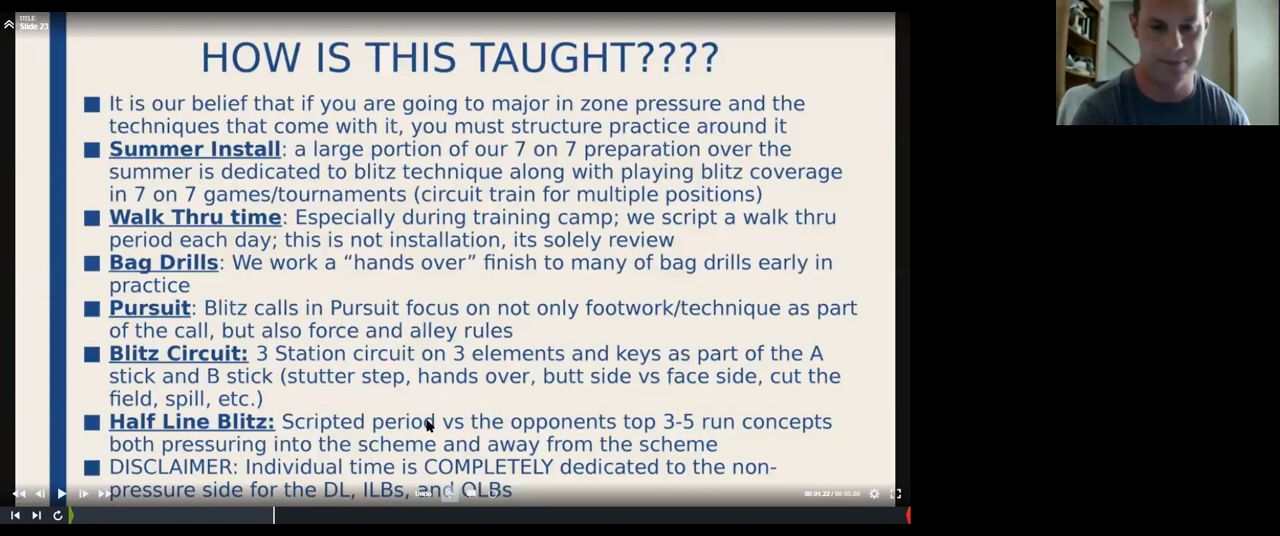 TITLE
Slide 23
HOW IS THIS TAUGHT????
■ It is our belief that if you are going to major in zone pressure and the
techniques that come with it, you must structure practice around it
■ Summer Install: a large portion of our 7 on 7 preparation over the
summer is dedicated to blitz technique along with playing blitz coverage
in 7 on 7 games/tournaments (circuit train for multiple positions)
■ Walk Thru time: Especially during training camp; we script a walk thru
period each day; this is not installation, its solely review
■ Bag Drills: We work a “hands over” finish to many of bag drills early in
practice
■ Pursuit: Blitz calls in Pursuit focus on not only footwork/technique as part
of the call, but also force and alley rules
■ Blitz Circuit: 3 Station circuit on 3 elements and keys as part of the A
stick and B stick (stutter step, hands over, butt side vs face side, cut the
field, spill, etc.)
■ Half Line Blitz: Scripted period vs the opponents top 3-5 run concepts
both pressuring into the scheme and away from the scheme
■ DISCLAIMER: Individual time is COMPLETELY dedicated to the non-
pressure side for the DL, ILBs, and OLBs
00:01.22 / 00:05.00